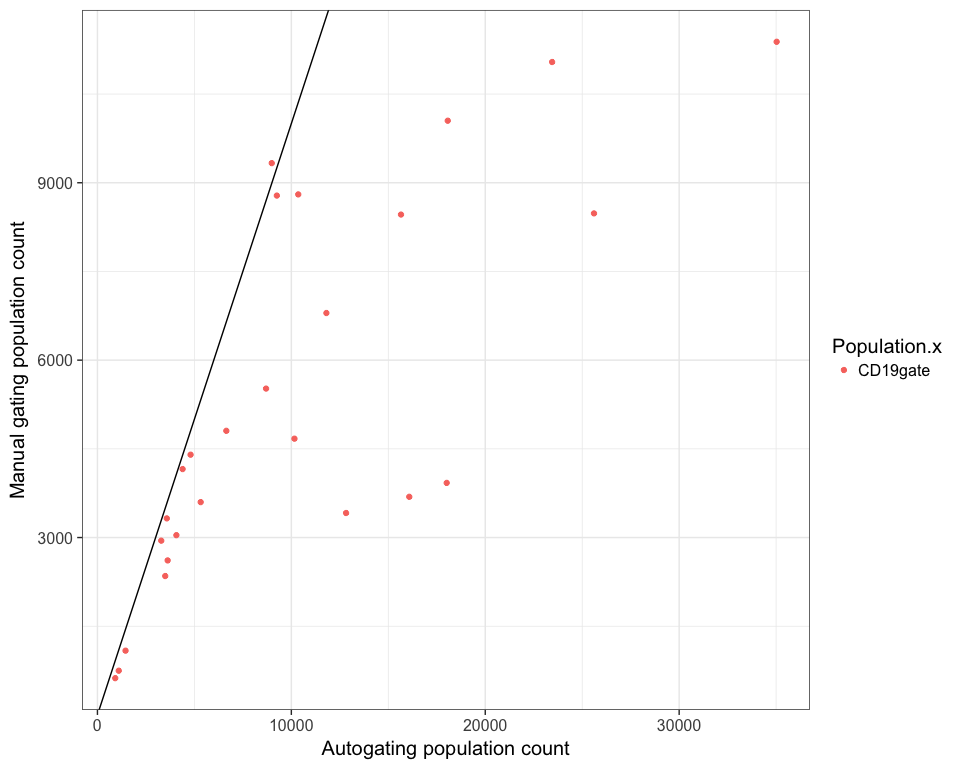 Manual gating population count
9000
6000
3000
0
10000
20000
30000
Autogating population count
Population.x
CD19gate